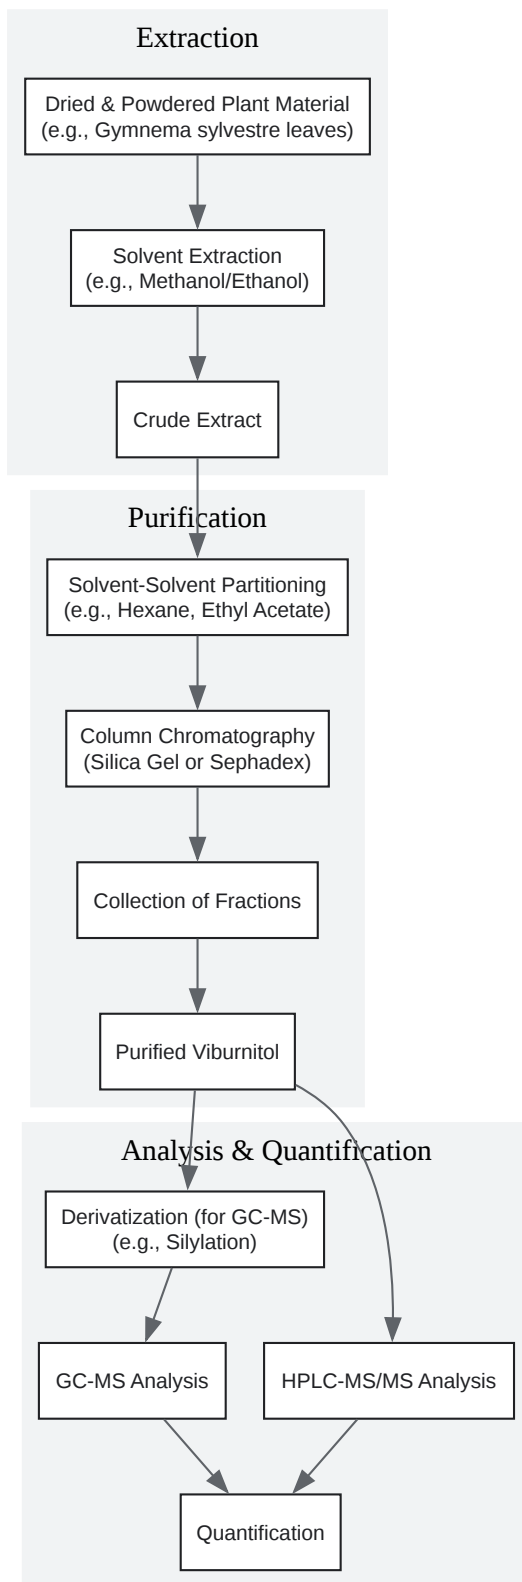 Extraction
Dried & Powdered Plant Material
(e.g., Gymnema sylvestre leaves)
Solvent Extraction
(e.g., Methanol/Ethanol)
Crude Extract
Purification
Solvent-Solvent Partitioning
(e.g., Hexane, Ethyl Acetate)
Column Chromatography
(Silica Gel or Sephadex)
Collection of Fractions
Purified Viburnitol
Analysis & Quantification
Derivatization (for GC-MS)
(e.g., Silylation)
GC-MS Analysis
HPLC-MS/MS Analysis
Quantification